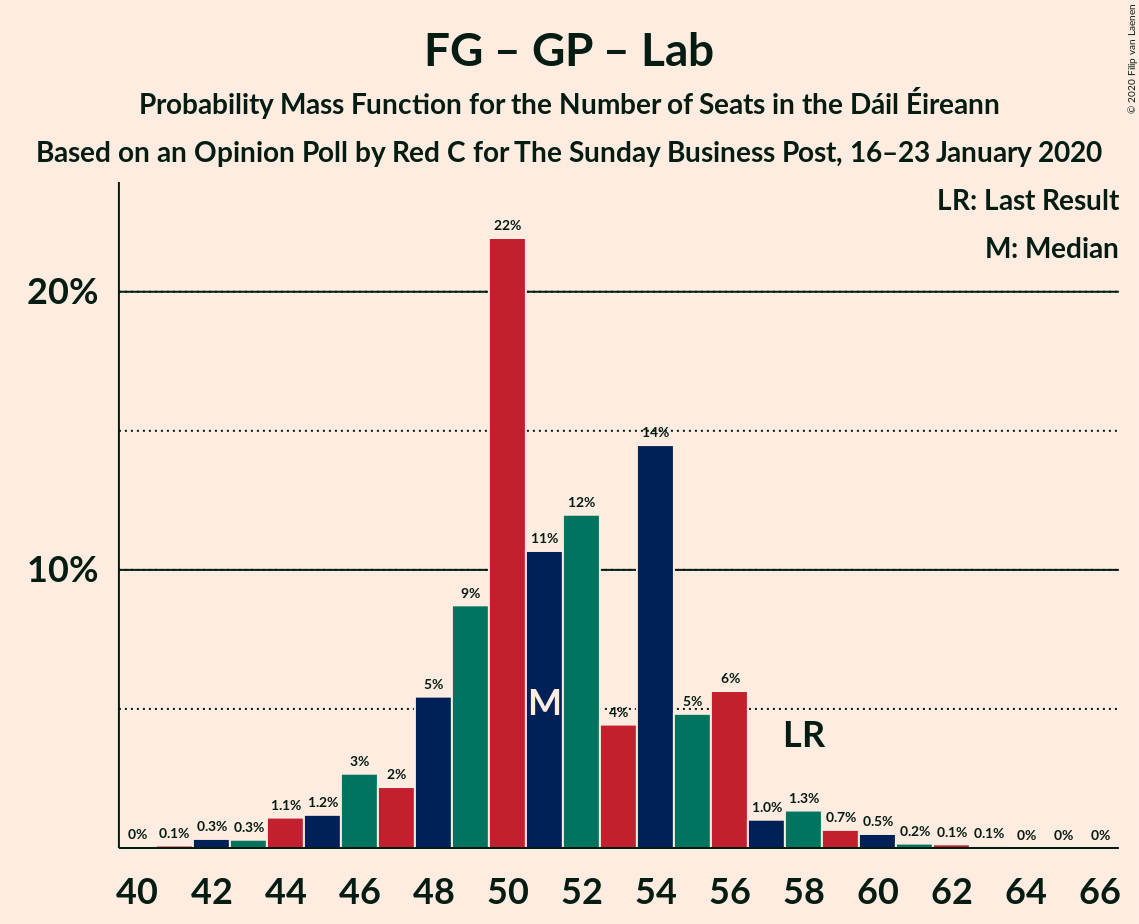 FG – GP – Lab
Probability Mass Function for the Number of Seats in the Dáil Éireann
Based on an Opinion Poll by Red C for The Sunday Business Post, 16–23 January 2020
© 2020 Filip van Laenen
LR: Last Result
M: Median
20%
10%
0% 0.1% 0.3% 0.3% 1.1% 1.2% 3% 2% 5% 9% 22% 11% 12% 4% 14% 5% 6% 1.0% 1.3% 0.7% 0.5% 0.2% 0.1% 0.1% 0% 0% 0%
M
LR
40 42 44 46 48 50 52 54 56 58 60 62 64 66